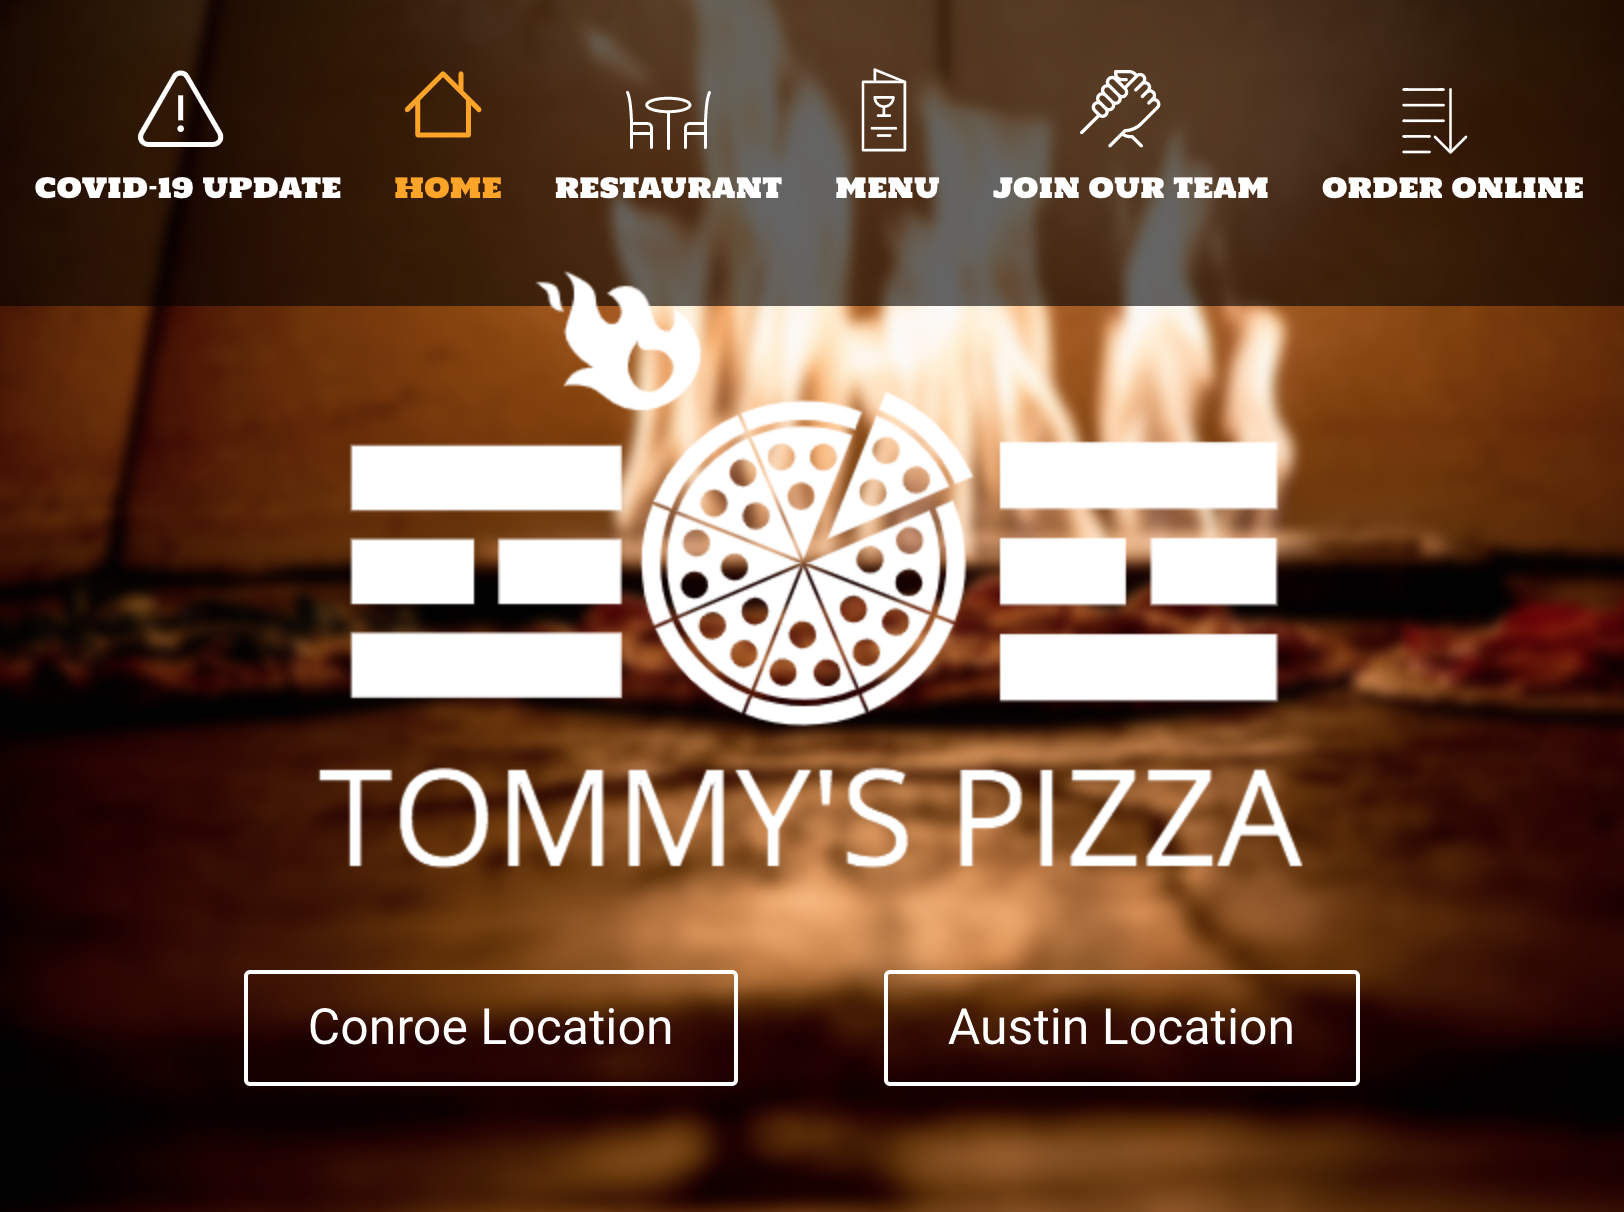 COVID-19 UPDATE
HOME
RESTAURANT
MENU
JOIN OUR TEAM
ORDER ONLINE
TOMMY'S PIZZA
Conroe Location
Austin Location